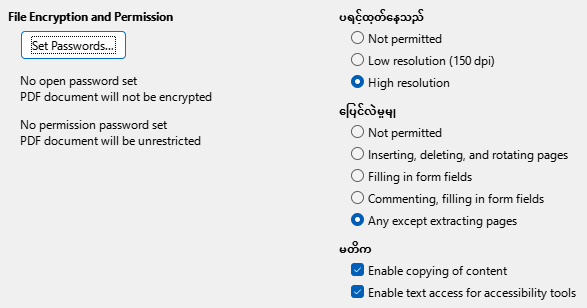 File Encryption and Permission
Set Passwords...
No open password set
PDF document will not be encrypted
No permission password set
PDF document will be unrestricted
ပရင့်ထုတ်နေသည်
Not permitted
Low resolution (150 dpi)
High resolution
ပြောင်းလဲမှုမျှ
Not permitted
Inserting, deleting, and rotating pages
Filling in form fields
Commenting, filling in form fields
Any except extracting pages
မတိက
Enable copying of content
Enable text access for accessibility tools